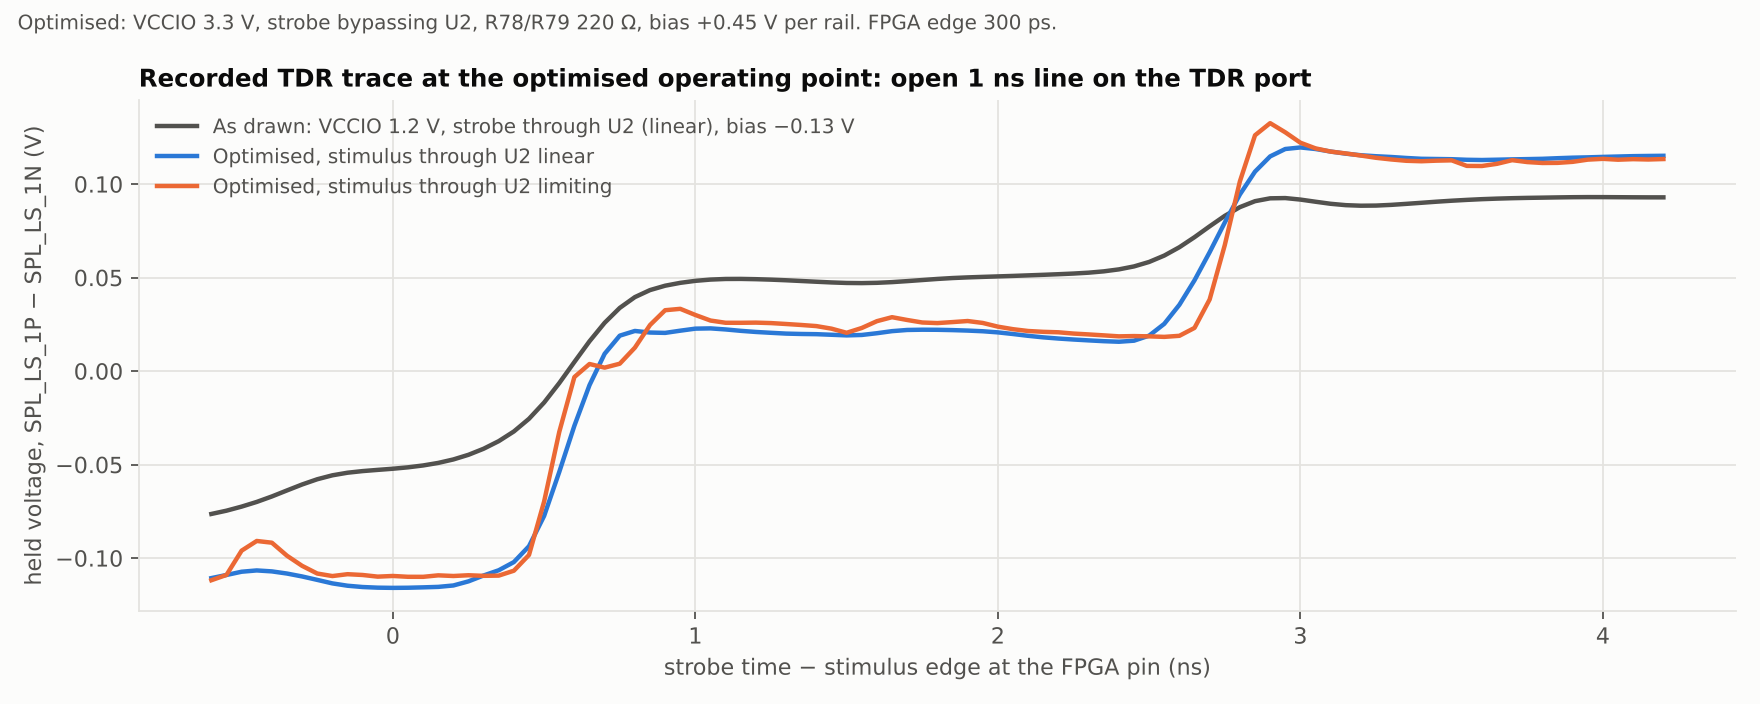 Optimised: VCCIO 3.3 V, strobe bypassing U2, R78/R79 220 Ω, bias +0.45 V per rail. FPGA edge 300 ps.
Recorded TDR trace at the optimised operating point: open 1 ns line on the TDR port
As drawn: VCCIO 1.2 V, strobe through U2 (linear), bias −0.13 V
Optimised, stimulus through U2 linear
Optimised, stimulus through U2 limiting
held voltage, SPL_LS_1P − SPL_LS_1N (V)
0.10
0.05
0.00
−0.05
−0.10
0 1 2 3 4
strobe time − stimulus edge at the FPGA pin (ns)